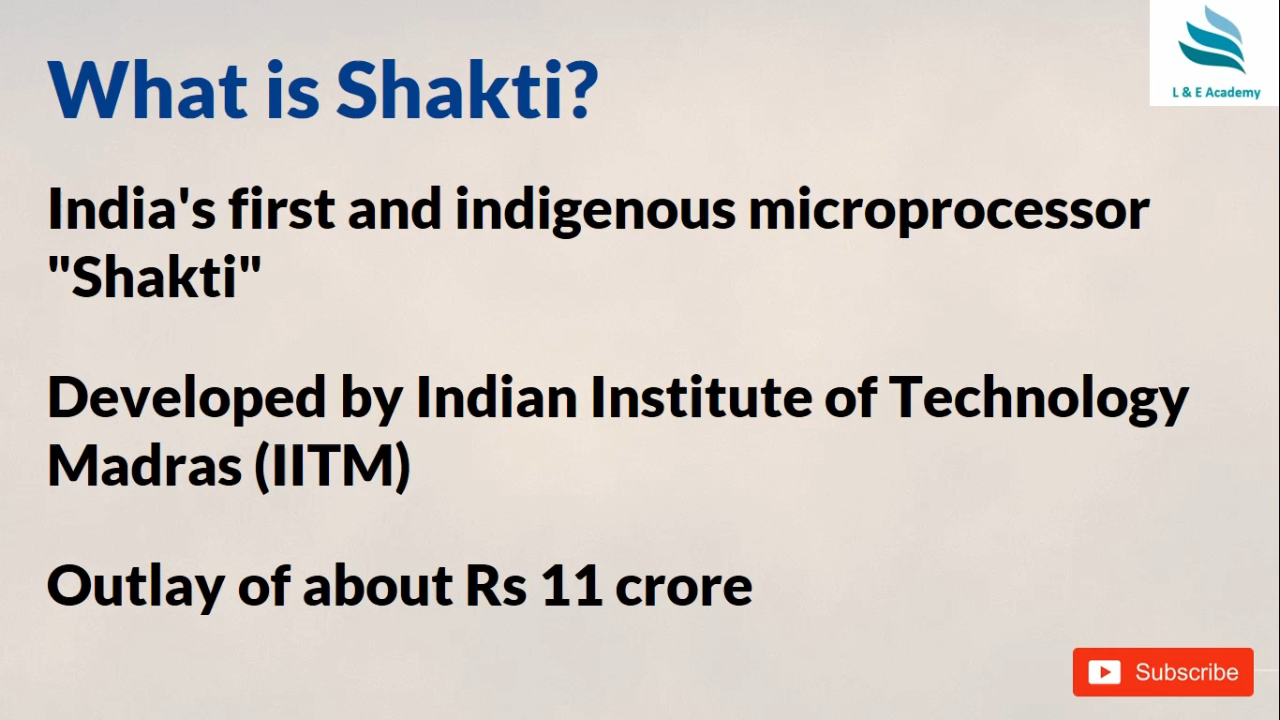 What is Shakti?
L & E Academy
India's first and indigenous microprocessor
"Shakti"
Developed by Indian Institute of Technology
Madras (IITM)
Outlay of about Rs 11 crore
Subscribe